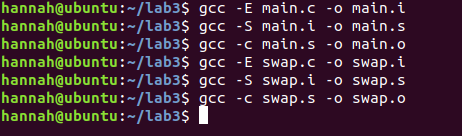 hannah@ubuntu:~/lab3$ gcc -E main.c -o main.i
hannah@ubuntu:~/lab3$ gcc -S main.i -o main.s
hannah@ubuntu:~/lab3$ gcc -c main.s -o main.o
hannah@ubuntu:~/lab3$ gcc -E swap.c -o swap.i
hannah@ubuntu:~/lab3$ gcc -S swap.i -o swap.s
hannah@ubuntu:~/lab3$ gcc -c swap.s -o swap.o
hannah@ubuntu:~/lab3$